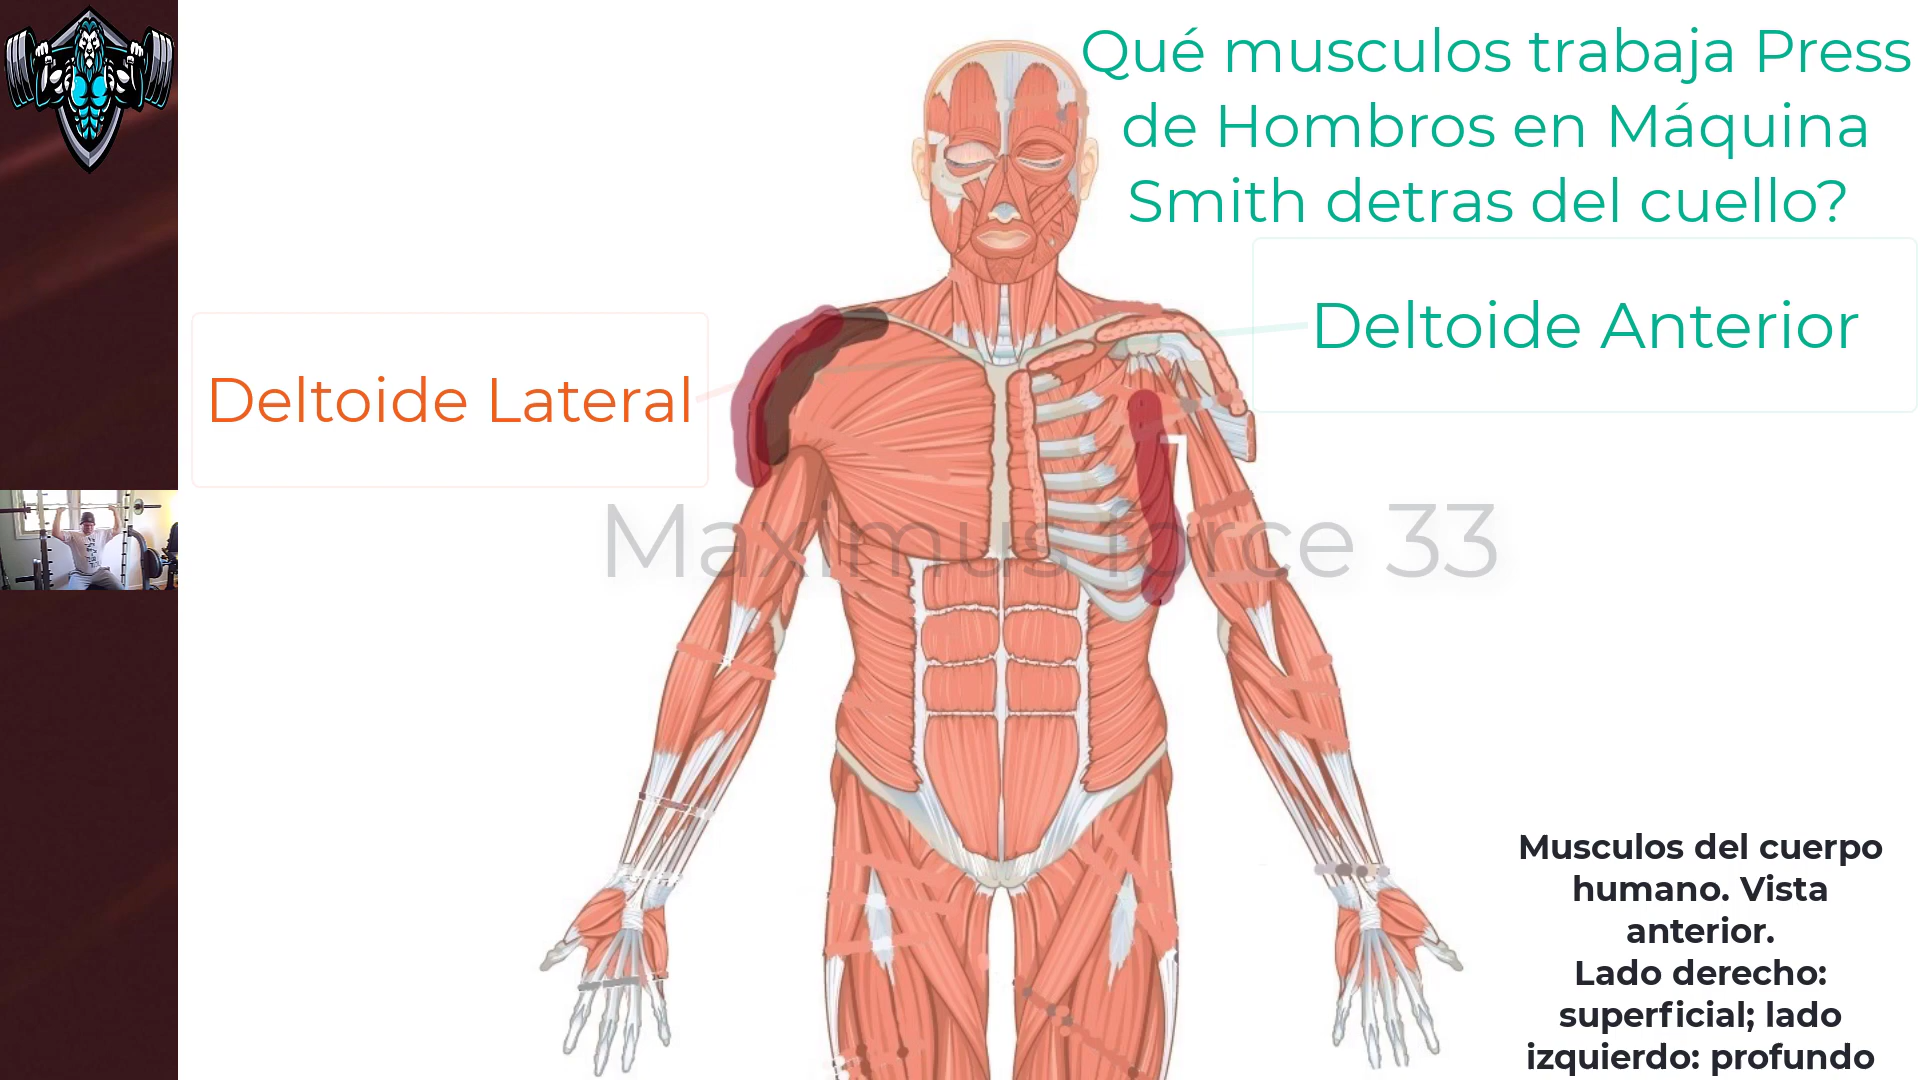 Qué musculos trabaja Press
de Hombros en Máquina
Smith detras del cuello?
Deltoide Anterior
Deltoide Lateral
Maximus force 33
Musculos del cuerpo
humano. Vista
anterior.
Lado derecho:
superficial; lado
izquierdo: profundo